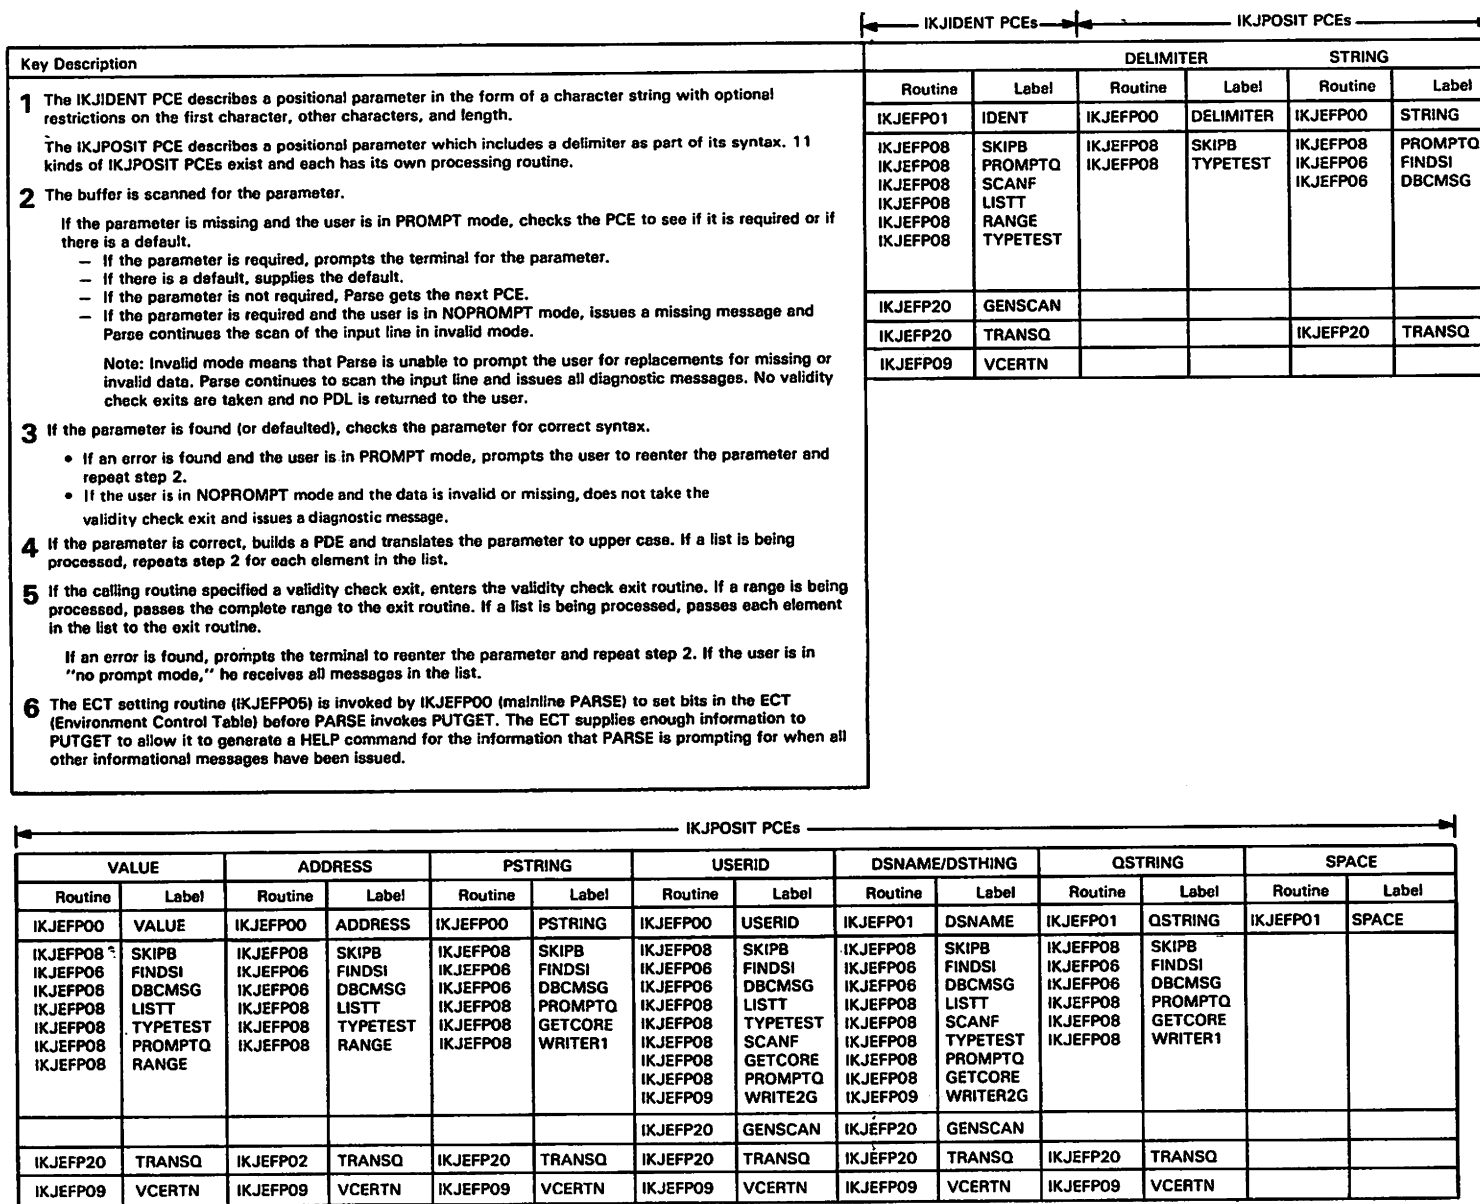 IKJIDENT PCEs IKJPOSIT PCEs
Key Description
1 The IKJIDENT PCE describes a positional parameter in the form of a character string with optional
restrictions on the first character, other characters, and length.
The IKJPOSIT PCE describes a positional parameter which includes a delimiter as part of its syntax. 11
kinds of IKJPOSIT PCEs exist and each has its own processing routine.
2 The buffer is scanned for the parameter.
If the parameter is missing and the user is in PROMPT mode, checks the PCE to see if it is required or if
there is a default.
— If the parameter is required, prompts the terminal for the parameter.
— If there is a default, supplies the default.
— If the parameter is not required, Parse gets the next PCE.
— If the parameter is required and the user is in NOPROMPT mode, issues a missing message and
Parse continues the scan of the input line in invalid mode.
Note: Invalid mode means that Parse is unable to prompt the user for replacements for missing or
invalid data. Parse continues to scan the input line and issues all diagnostic messages. No validity
check exits are taken and no PDL is returned to the user.
3 If the parameter is found (or defaulted), checks the parameter for correct syntax.
• If an error is found and the user is in PROMPT mode, prompts the user to reenter the parameter and
repeat step 2.
• If the user is in NOPROMPT mode and the data is invalid or missing, does not take the
validity check exit and issues a diagnostic message.
4 If the parameter is correct, builds a PDE and translates the parameter to upper case. If a list is being
processed, repeats step 2 for each element in the list.
5 If the calling routine specified a validity check exit, enters the validity check exit routine. If a range is being
processed, passes the complete range to the exit routine. If a list is being processed, passes each element
in the list to the exit routine.
If an error is found, prompts the terminal to reenter the parameter and repeat step 2. If the user is in
"no prompt mode," he receives all messages in the list.
6 The ECT setting routine (IKJEFP05) is invoked by IKJEFP00 (mainline PARSE) to set bits in the ECT
(Environment Control Table) before PARSE invokes PUTGET. The ECT supplies enough information to
PUTGET to allow it to generate a HELP command for the information that PARSE is prompting for when all
other informational messages have been issued.
DELIMITER STRING
Routine Label Routine Label Routine Label
IKJEFP01 IDENT IKJEFP00 DELIMITER IKJEFP00 STRING
IKJEFP08 SKIPB IKJEFP08 SKIPB IKJEFP08 PROMPTQ
IKJEFP08 PROMPTQ IKJEFP08 TYPETEST IKJEFP06 FINDSI
IKJEFP08 SCANF IKJEFP06 DBCMSG
IKJEFP08 LISTT
IKJEFP08 RANGE
IKJEFP08 TYPETEST
IKJEFP20 GENSCAN
IKJEFP20 TRANSQ IKJEFP20 TRANSQ
IKJEFP09 VCERTN
IKJPOSIT PCEs
VALUE ADDRESS PSTRING USERID DSNAME/DSTHING QSTRING SPACE
Routine Label Routine Label Routine Label Routine Label Routine Label Routine Label Routine Label
IKJEFP00 VALUE IKJEFP00 ADDRESS IKJEFP00 PSTRING IKJEFP00 USERID IKJEFP01 DSNAME IKJEFP01 QSTRING IKJEFP01 SPACE
IKJEFP08 SKIPB IKJEFP08 SKIPB IKJEFP08 SKIPB IKJEFP08 SKIPB IKJEFP08 SKIPB IKJEFP08 SKIPB
IKJEFP06 FINDSI IKJEFP06 FINDSI IKJEFP06 FINDSI IKJEFP06 FINDSI IKJEFP06 FINDSI IKJEFP06 FINDSI
IKJEFP06 DBCMSG IKJEFP06 DBCMSG IKJEFP06 DBCMSG IKJEFP06 DBCMSG IKJEFP06 DBCMSG IKJEFP06 DBCMSG
IKJEFP08 LISTT IKJEFP08 LISTT IKJEFP08 PROMPTQ IKJEFP08 LISTT IKJEFP08 LISTT IKJEFP08 PROMPTQ
IKJEFP08 TYPETEST IKJEFP08 TYPETEST IKJEFP08 GETCORE IKJEFP08 TYPETEST IKJEFP08 SCANF IKJEFP08 GETCORE
IKJEFP08 PROMPTQ IKJEFP08 RANGE IKJEFP08 WRITER1 IKJEFP08 SCANF IKJEFP08 TYPETEST IKJEFP08 WRITER1
IKJEFP08 RANGE IKJEFP08 GETCORE IKJEFP08 PROMPTQ
IKJEFP08 PROMPTQ IKJEFP08 GETCORE
IKJEFP09 WRITE2G IKJEFP09 WRITER2G
IKJEFP20 GENSCAN IKJEFP20 GENSCAN
IKJEFP20 TRANSQ IKJEFP02 TRANSQ IKJEFP20 TRANSQ IKJEFP20 TRANSQ IKJEFP20 TRANSQ IKJEFP20 TRANSQ
IKJEFP09 VCERTN IKJEFP09 VCERTN IKJEFP09 VCERTN IKJEFP09 VCERTN IKJEFP09 VCERTN IKJEFP09 VCERTN